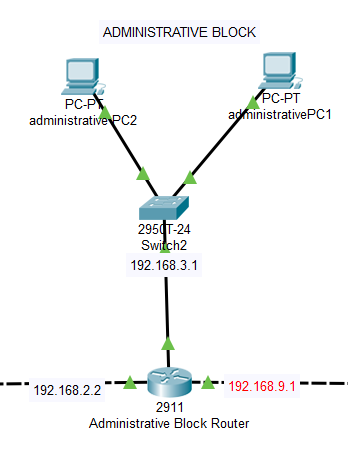 ADMINISTRATIVE BLOCK
PC-PT
administrative-PC2
PC-PT
administrativePC1
2950T-24
Switch2
192.168.3.1
192.168.2.2
192.168.9.1
2911
Administrative Block Router